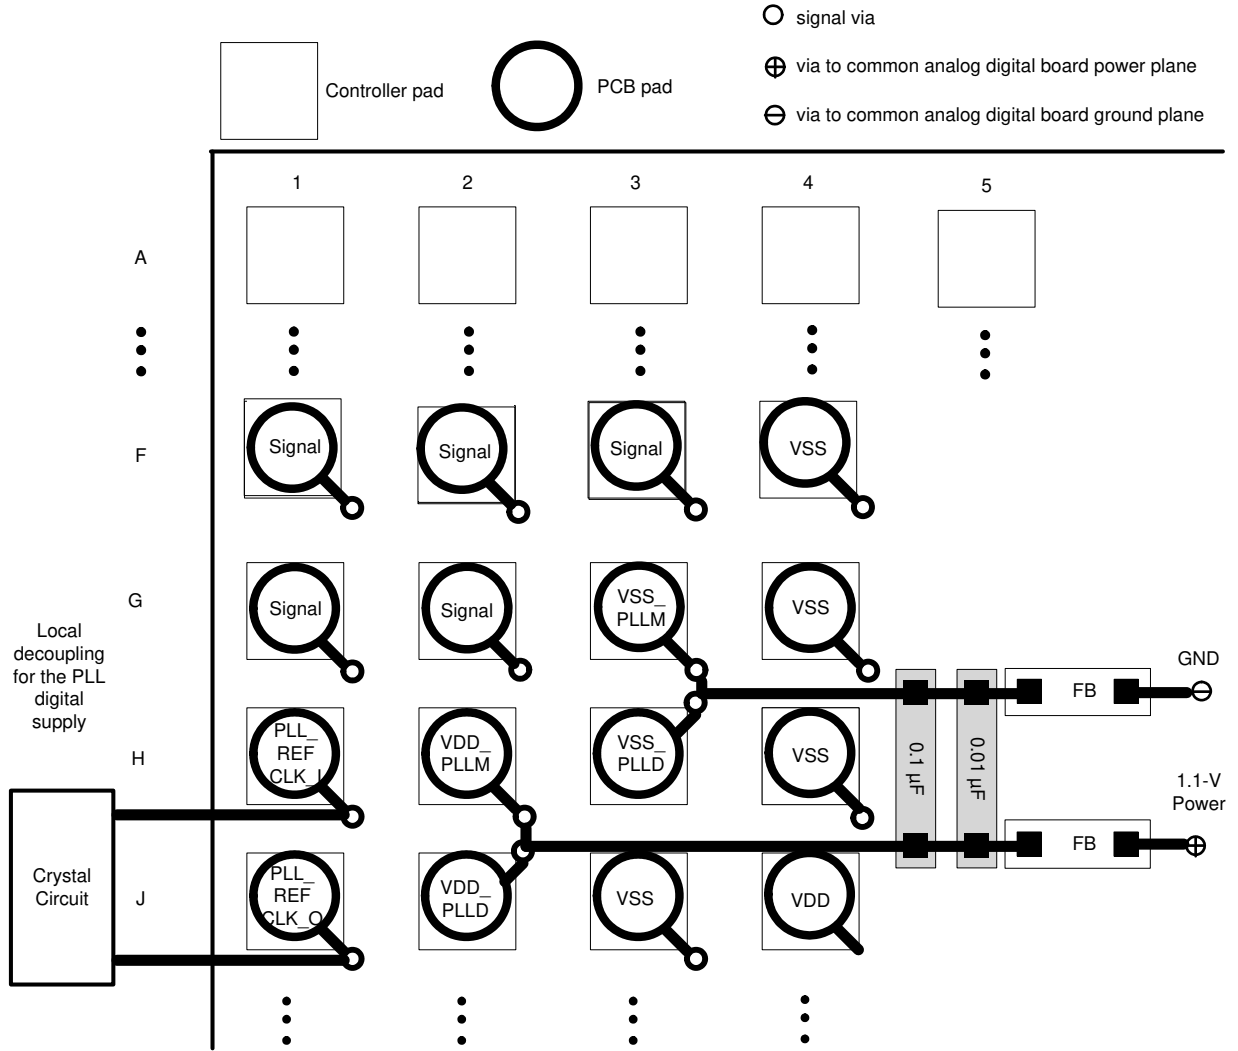 signal via
Controller pad
PCB pad
via to common analog digital board power plane
via to common analog digital board ground plane
1 2 3 4 5
A
F
Signal
Signal
Signal
VSS
G
Signal
Signal
VSS_
PLLM
VSS
Local
decoupling
for the PLL
digital
supply
GND
FB
H
PLL_
REF
CLK_I
VDD_
PLLM
VSS_
PLLD
VSS
0.1 µF
0.01 µF
1.1-V
Power
FB
Crystal
Circuit
J
PLL_
REF
CLK_O
VDD_
PLLD
VSS
VDD